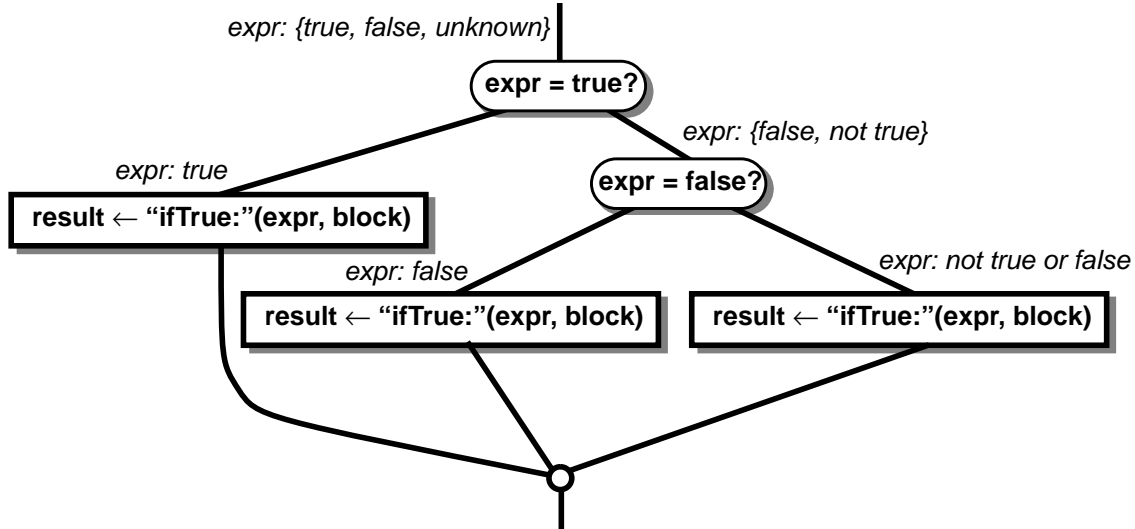 expr: {true, false, unknown}
expr = true?
expr: {false, not true}
expr: true
expr = false?
result ← “ifTrue:”(expr, block)
expr: false
expr: not true or false
result ← “ifTrue:”(expr, block)
result ← “ifTrue:”(expr, block)